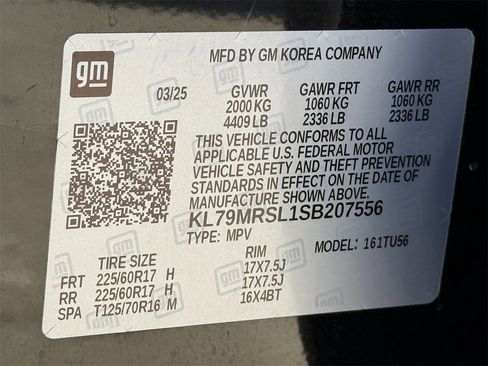 gm
MFD BY GM KOREA COMPANY
03/25 GVWR GAWR FRT GAWR RR
2000 KG 1060 KG 1060 KG
4409 LB 2336 LB 2336 LB
THIS VEHICLE CONFORMS TO ALL
APPLICABLE U.S. FEDERAL MOTOR
VEHICLE SAFETY AND THEFT PREVENTION
STANDARDS IN EFFECT ON THE DATE OF
MANUFACTURE SHOWN ABOVE.
KL79MRSL1SB207556
TYPE: MPV MODEL: 161TU56
TIRE SIZE RIM
FRT 225/60R17 H 17X7.5J
RR 225/60R17 H 17X7.5J
SPA T125/70R16 M 16X4BT